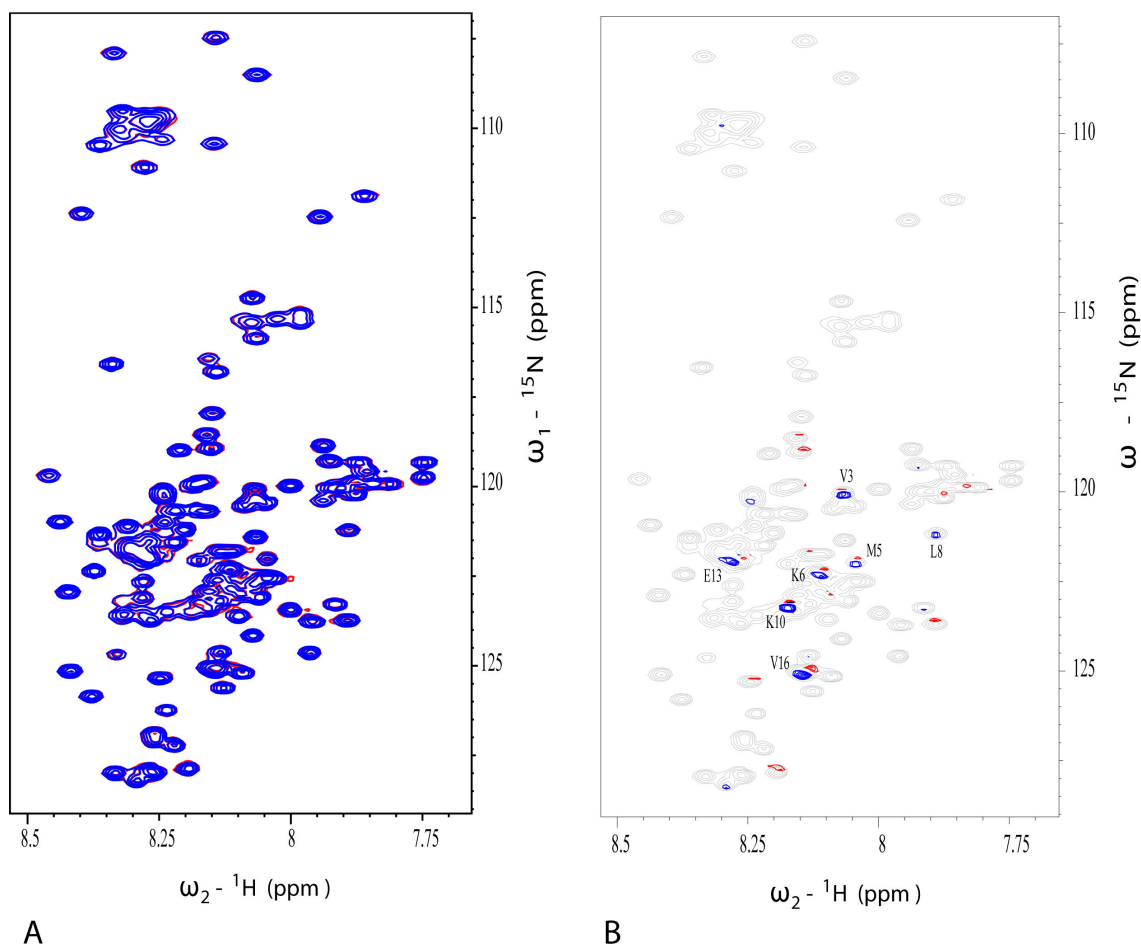 110
115
120
125
8.5
8.25
8
7.75
ω1 - 15N (ppm)
ω2 - 1H (ppm)
A
110
115
120
125
V3
M5
L8
E13
K6
K10
V16
8.5
8.25
8
7.75
ω - 15N (ppm)
ω2 - 1H (ppm)
B